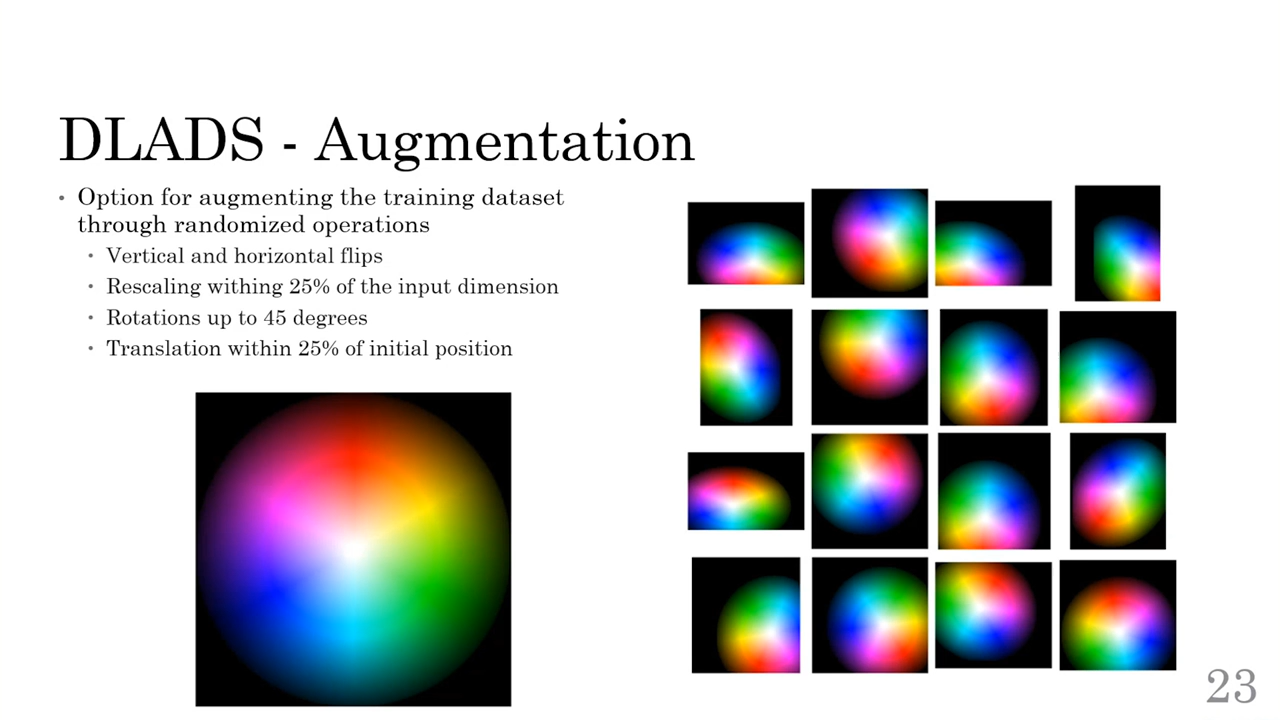 DLADS - Augmentation
• Option for augmenting the training dataset
through randomized operations
• Vertical and horizontal flips
• Rescaling withing 25% of the input dimension
• Rotations up to 45 degrees
• Translation within 25% of initial position
23